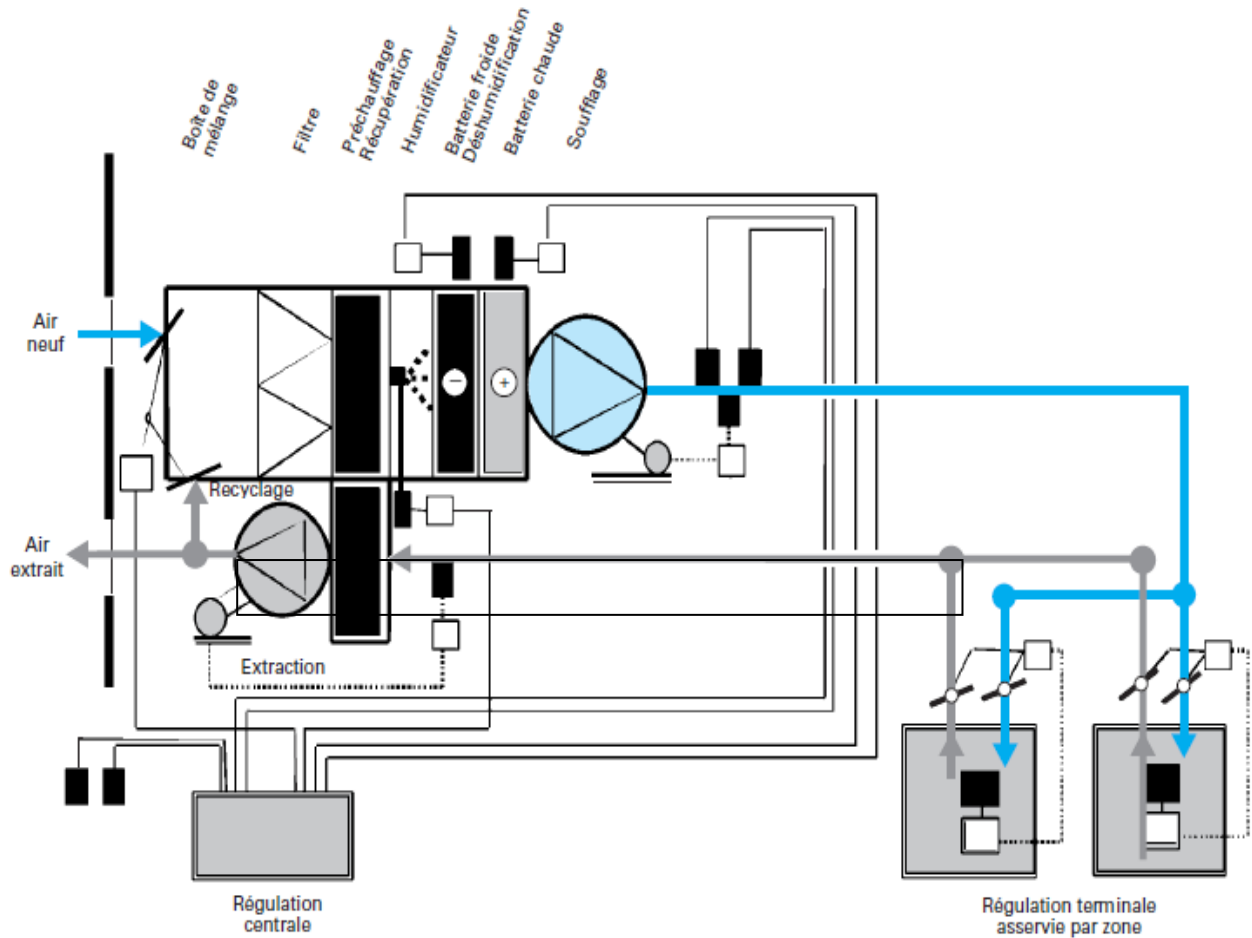 Boîte de
mélange
Filtre
Préchauffage
Récupération
Humidificateur
Batterie froide
Déshumidification
Batterie chaude
Soufflage
Air
neuf
−
+
Recyclage
Air
extrait
Extraction
Régulation
centrale
Régulation terminale
asservie par zone